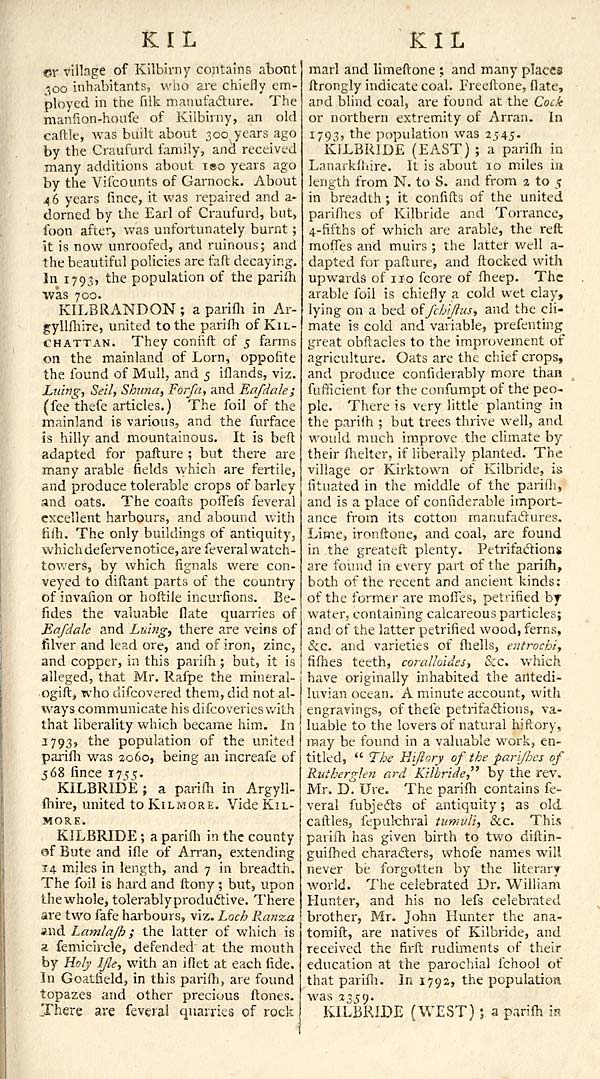 KIL
or village of Kilbirny contains about
300 inhabitants, who are chiefly em-
ployed in the ſilk manufacture. The
manſion-houſe of Kilbirny, an old
caſtle, was built about 300 years ago
by the Craufurd family, and received
many additions about 180 years ago
by the Viſcounts of Garnock. About
46 years ſince, it was repaired and a-
dorned by the Earl of Craufurd, but,
ſoon after, was unfortunately burnt;
it is now unroofed, and ruinous; and
the beautiful policies are faſt decaying.
In 1793, the population of the pariſh
was 700.
KILBRANDON; a pariſh in Ar-
gyllſhire, united to the pariſh of KIL-
CHATTAN. They conſiſt of 5 farms
on the mainland of Lorn, oppoſite
the ſound of Mull, and 5 iſlands, viz.
Luing, Seil, Shuna, Forſa, and Eaſdale;
(ſee theſe articles.) The ſoil of the
mainland is various, and the ſurface
is hilly and mountainous. It is beſt
adapted for paſture; but there are
many arable fields which are fertile,
and produce tolerable crops of barley
and oats. The coaſts poſſeſs ſeveral
excellent harbours, and abound with
fiſh. The only buildings of antiquity,
which deſerve notice, are ſeveral watch-
towers, by which ſignals were con-
veyed to diſtant parts of the country
of invaſion or hoſtile incurſions. Be-
ſides the valuable ſlate quarries of
Eaſdale and Luing, there are veins of
ſilver and lead ore, and of iron, zinc,
and copper, in this pariſh; but, it is
alleged, that Mr. Raſpe the mineral-
ogiſt, who diſcovered them, did not al-
ways communicate his diſcoveries with
that liberality which became him. In
1793, the population of the united
pariſh was 2060, being an increaſe of
568 ſince 1755.
KILBRIDE; a pariſh in Argyll-
ſhire, united to KILMORE. Vide KIL-
MORE.
KILBRIDE; a pariſh in the county
of Bute and iſle of Arran, extending
14 miles in length, and 7 in breadth.
The ſoil is hard and ſtony; but, upon
the whole, tolerably productive. There
are two ſafe harbours, viz. Loch Ranza
and Lamlaſh; the latter of which is
a ſemicircle, defended at the mouth
by Holy Iſle, with an iſlet at each ſide.
In Goatfield, in this pariſh, are found
topazes and other precious ſtones.
There are ſeveral quarries of rock
KIL
marl and limeſtone; and many places
ſtrongly indicate coal. Freeſtone, ſlate,
and blind coal, are found at the Cock
or northern extremity of Arran. In
1793, the population was 2545.
KILBRIDE (EAST); a pariſh in
Lanarkſhire. It is about 10 miles in
length from N. to S. and from 2 to 5
in breadth; it conſiſts of the united
pariſhes of Kilbride and Torrance,
4-fifths of which are arable, the reſt
moſſes and muirs; the latter well a-
dapted for paſture, and ſtocked with
upwards of 110 ſcore of ſheep. The
arable ſoil is chiefly a cold wet clay,
lying on a bed of ſchiſtus, and the cli-
mate is cold and variable, preſenting
great obſtacles to the improvement of
agriculture. Oats are the chief crops,
and produce conſiderably more than
ſufficient for the conſumpt of the peo-
ple. There is very little planting in
the pariſh; but trees thrive well, and
would much improve the climate by
their ſhelter, if liberally planted. The
village or Kirktown of Kilbride, is
ſituated in the middle of the pariſh,
and is a place of conſiderable import-
ance from its cotton manufactures.
Lime, ironſtone, and coal, are found
in the greateſt plenty. Petrifactions
are found in every part of the pariſh,
both of the recent and ancient kinds:
of the former are moſſes, petrified by
water, containing calcareous particles;
and of the latter petrified wood, ferns,
&c. and varieties of ſhells, entrochi,
fiſhes teeth, coralloides, &c. which
have originally inhabited the antedi-
luvian ocean. A minute account, with
engravings, of theſe petrifactions, va-
luable to the lovers of natural hiſtory,
may be found in a valuable work, en-
titled, " The Hiſtory of the pariſhes of
Rutherglen ard Kilbride," by the rev.
Mr. D. Ure. The pariſh contains ſe-
veral ſubjects of antiquity; as old
caſtles, ſepulchral tumuli, &c. This
pariſh has given birth to two diſtin-
guiſhed characters, whoſe names will
never be forgotten by the literary
world. The celebrated Dr. William
Hunter, and his no leſs celebrated
brother, Mr. John Hunter the ana-
tomiſt, are natives of Kilbride, and
received the firſt rudiments of their
education at the parochial ſchool of
that pariſh. In 1792, the population
was 2359.
KILBRIDE (WEST); a pariſh in